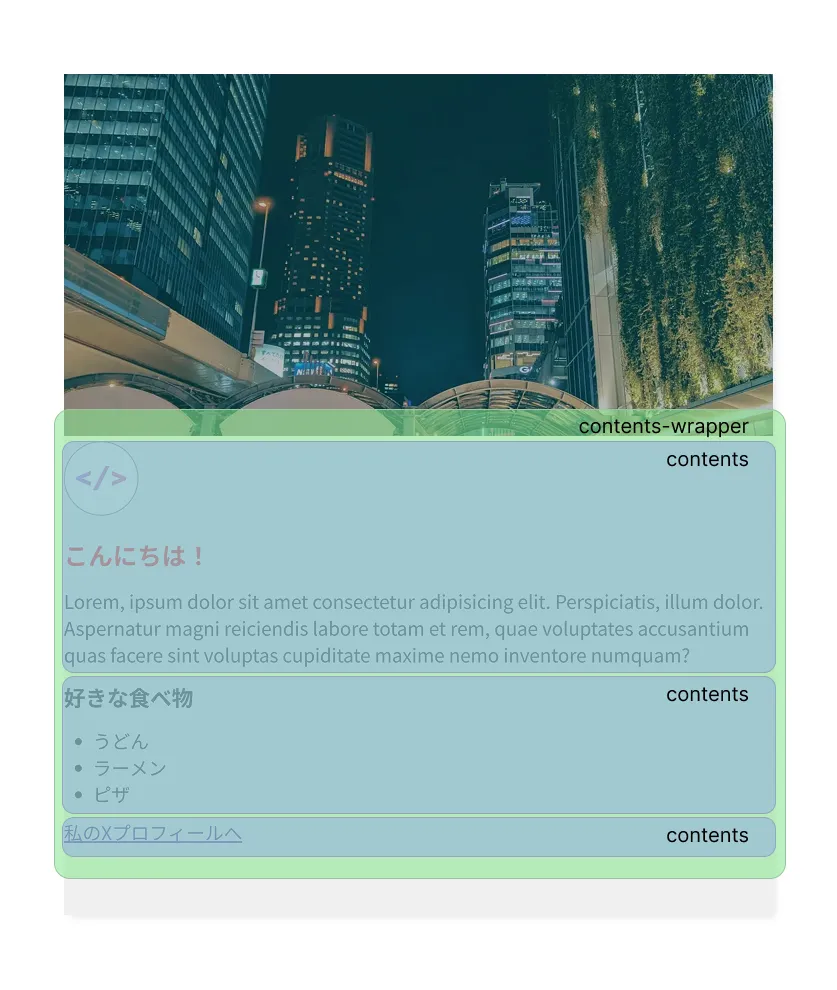 contents-wrapper
contents
</>
こんにちは！
Lorem, ipsum dolor sit amet consectetur adipisicing elit. Perspiciatis, illum dolor.
Aspernatur magni reiciendis labore totam et rem, quae voluptates accusantium
quas facere sint voluptas cupiditate maxime nemo inventore numquam?
好きな食べ物
contents
うどん
ラーメン
ピザ
私のXプロフィールへ
contents